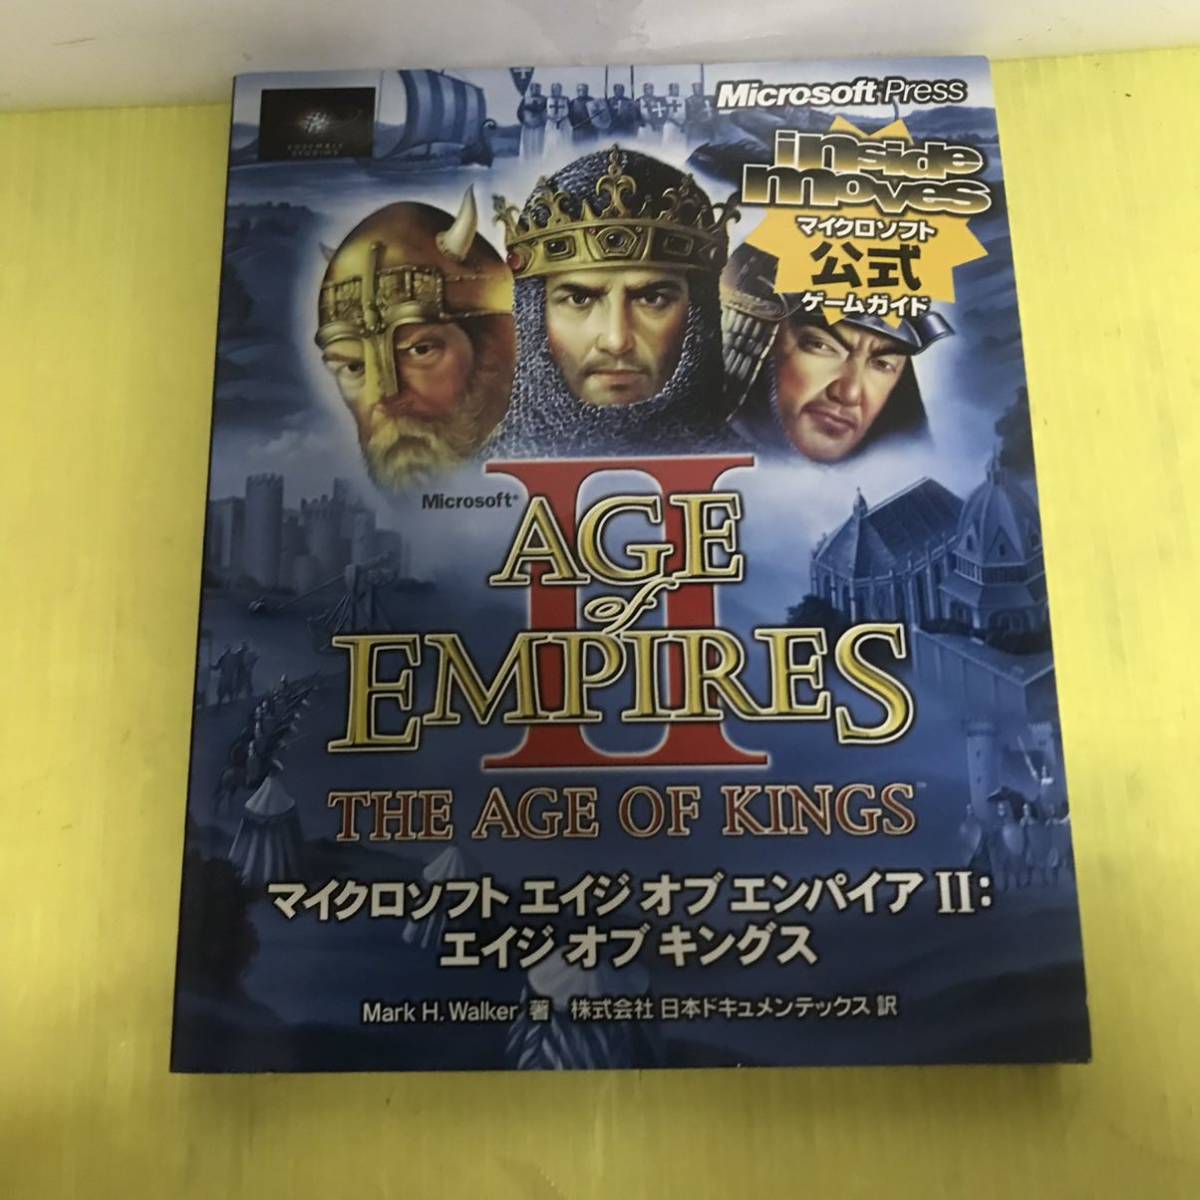 ENSEMBLE
STUDIOS
Microsoft Press
inside
moves
マイクロソフト
公式
ゲームガイド
Microsoft®
II
AGE
of
EMPIRES
THE AGE OF KINGS™
マイクロソフト エイジ オブ エンパイア II:
エイジ オブ キングス
Mark H. Walker 著 株式会社 日本ドキュメンテックス 訳